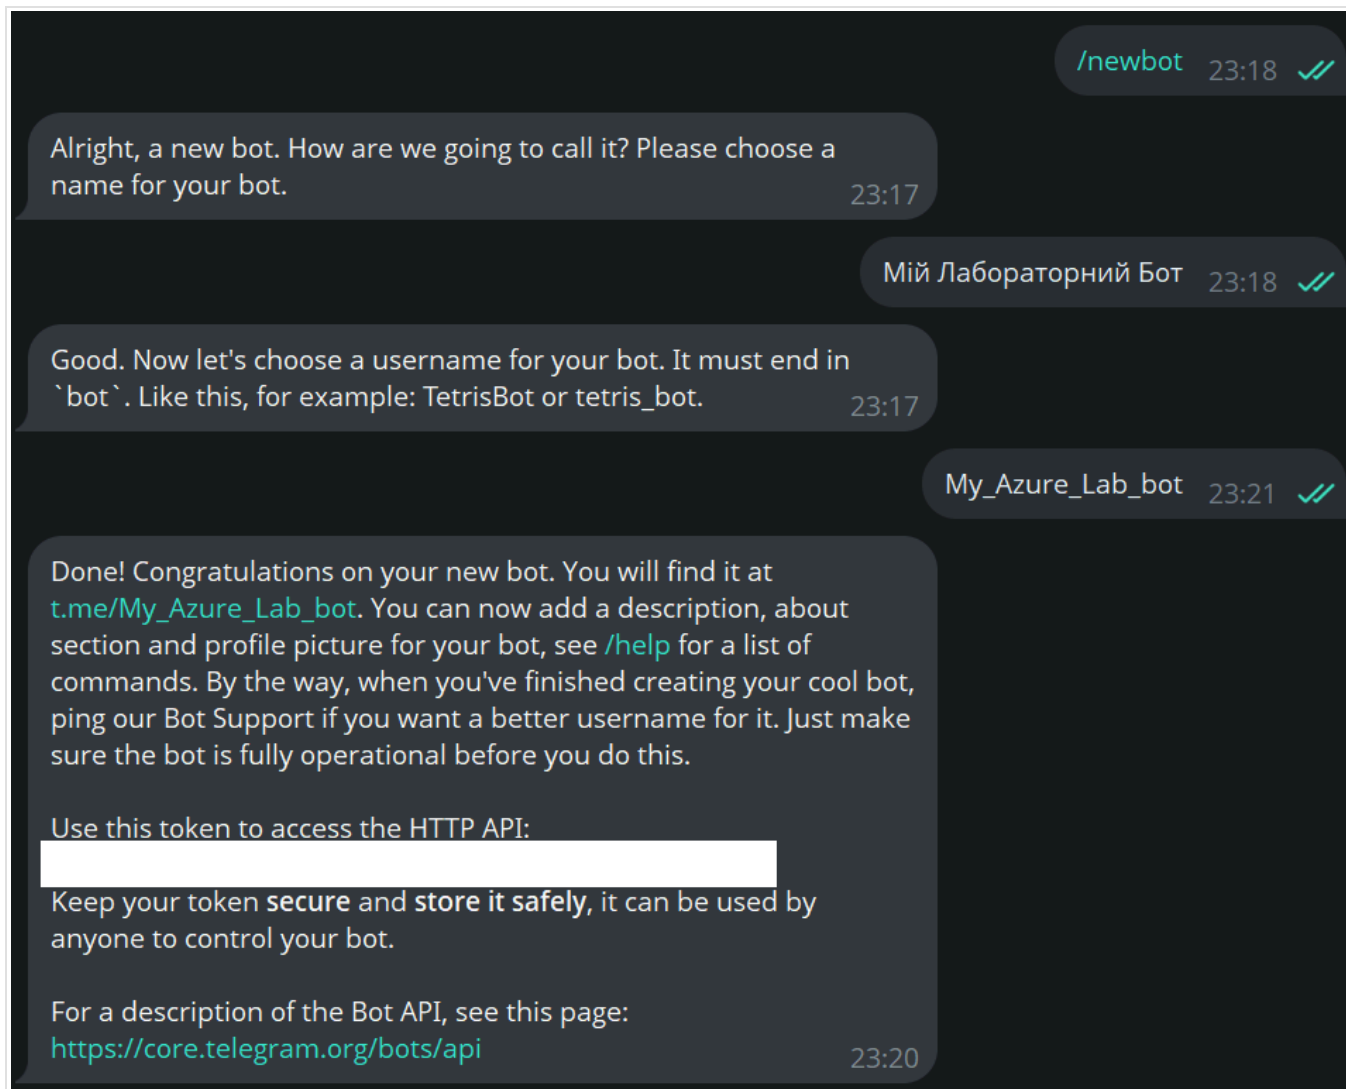 /newbot 23:18
Alright, a new bot. How are we going to call it? Please choose a
name for your bot.
23:17
Мій Лабораторний Бот 23:18
Good. Now let's choose a username for your bot. It must end in
`bot`. Like this, for example: TetrisBot or tetris_bot.
23:17
My_Azure_Lab_bot 23:21
Done! Congratulations on your new bot. You will find it at
t.me/My_Azure_Lab_bot. You can now add a description, about
section and profile picture for your bot, see /help for a list of
commands. By the way, when you've finished creating your cool bot,
ping our Bot Support if you want a better username for it. Just make
sure the bot is fully operational before you do this.
Use this token to access the HTTP API:
Keep your token secure and store it safely, it can be used by
anyone to control your bot.
For a description of the Bot API, see this page:
https://core.telegram.org/bots/api
23:20